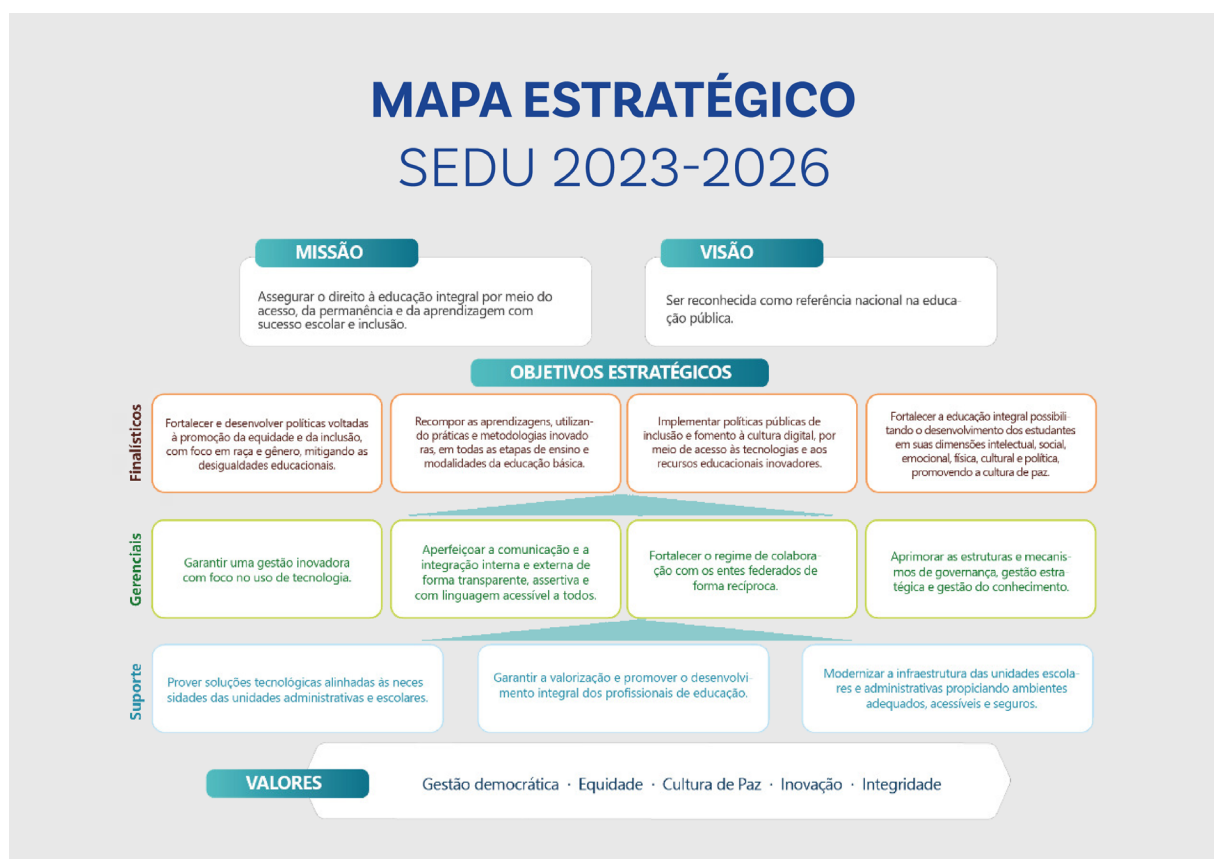 MAPA ESTRATÉGICO
SEDU 2023-2026
MISSÃO
Assegurar o direito à educação integral por meio do
acesso, da permanência e da aprendizagem com
sucesso escolar e inclusão.
VISÃO
Ser reconhecida como referência nacional na educa-
ção pública.
OBJETIVOS ESTRATÉGICOS
Finalísticos
Fortalecer e desenvolver políticas voltadas
à promoção da equidade e da inclusão,
com foco em raça e gênero, mitigando as
desigualdades educacionais.
Recompor as aprendizagens, utilizan-
do práticas e metodologias inovado
ras, em todas as etapas de ensino e
modalidades da educação básica.
Implementar políticas públicas de
inclusão e fomento à cultura digital, por
meio de acesso às tecnologias e aos
recursos educacionais inovadores.
Fortalecer a educação integral possibili-
tando o desenvolvimento dos estudantes
em suas dimensões intelectual, social,
emocional, física, cultural e política,
promovendo a cultura de paz.
Gerenciais
Garantir uma gestão inovadora
com foco no uso de tecnologia.
Aperfeiçoar a comunicação e a
integração interna e externa de
forma transparente, assertiva e
com linguagem acessível a todos.
Fortalecer o regime de colabora-
ção com os entes federados de
forma recíproca.
Aprimorar as estruturas e mecanis-
mos de governança, gestão estra-
tégica e gestão do conhecimento.
Suporte
Prover soluções tecnológicas alinhadas às neces
sidades das unidades administrativas e escolares.
Garantir a valorização e promover o desenvolvi-
mento integral dos profissionais de educação.
Modernizar a infraestrutura das unidades escola-
res e administrativas propiciando ambientes
adequados, acessíveis e seguros.
VALORES
Gestão democrática · Equidade · Cultura de Paz · Inovação · Integridade